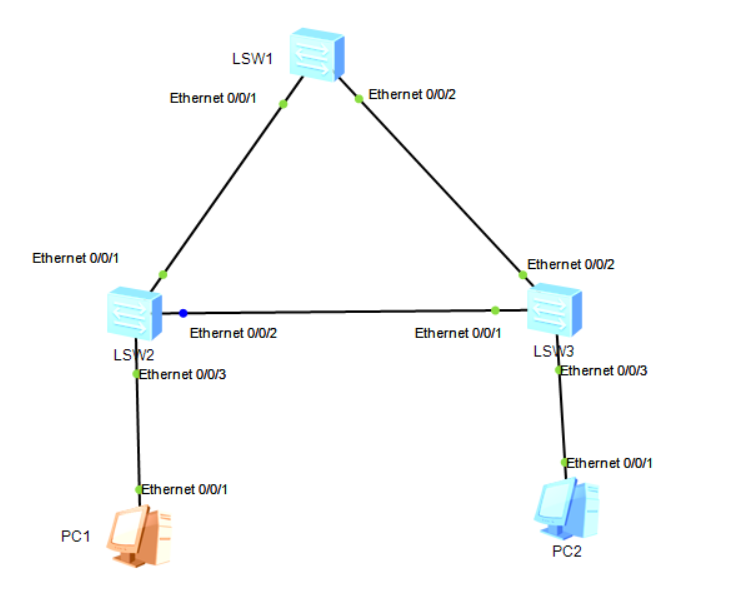 LSW1
Ethernet 0/0/1
Ethernet 0/0/2
Ethernet 0/0/1
Ethernet 0/0/2
Ethernet 0/0/2
Ethernet 0/0/1
LSW2
LSW3
Ethernet 0/0/3
Ethernet 0/0/3
Ethernet 0/0/1
Ethernet 0/0/1
PC1
PC2